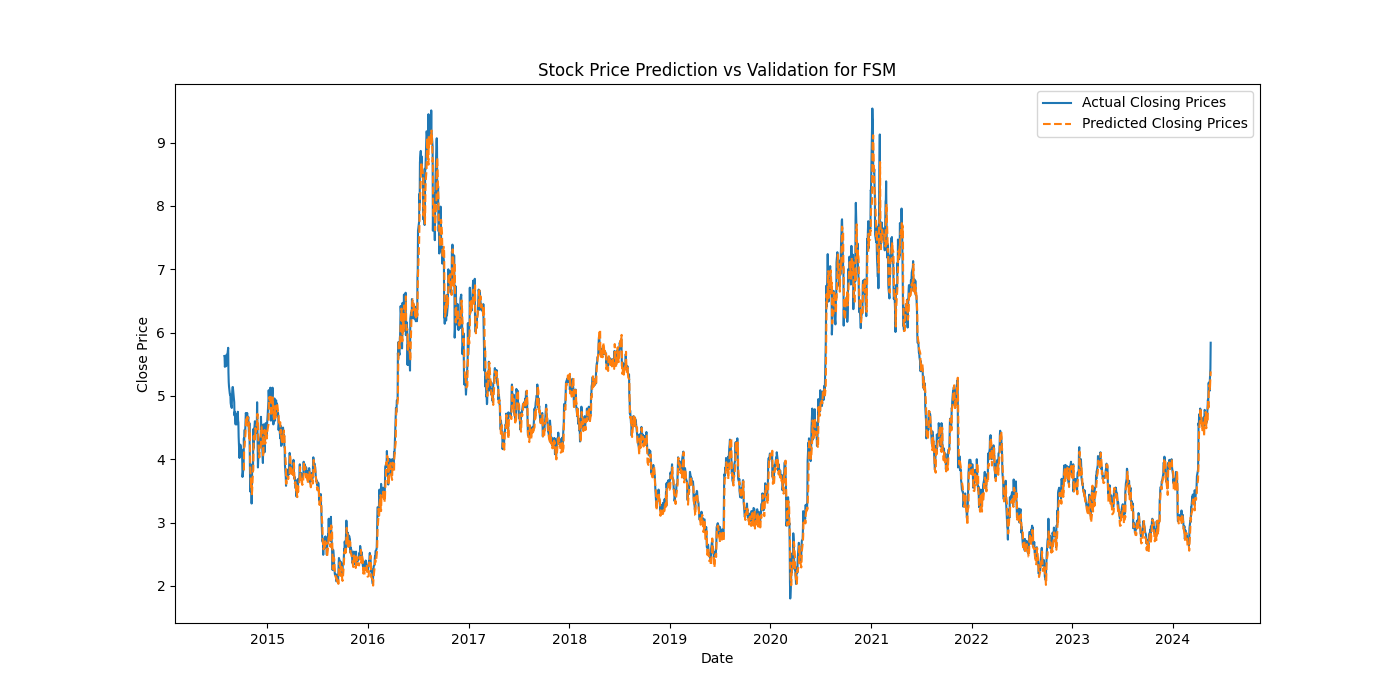 Stock Price Prediction vs Validation for FSM
Actual Closing Prices
Predicted Closing Prices
Close Price
9
8
7
6
5
4
3
2
2015 2016 2017 2018 2019 2020 2021 2022 2023 2024
Date